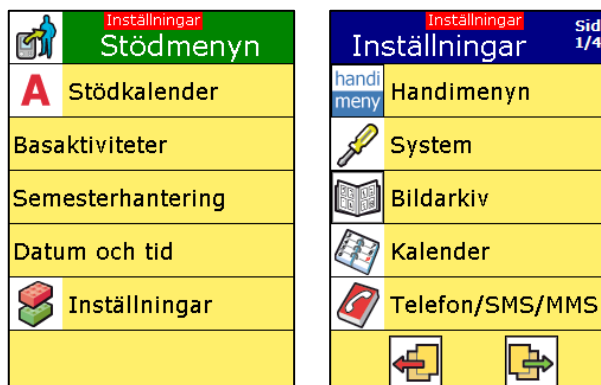 Inställningar
Stödmenyn
A Stödkalender
Basaktiviteter
Semesterhantering
Datum och tid
Inställningar
Inställningar
Inställningar
Sid
1/4
handi
meny
Handimenyn
System
Bildarkiv
Kalender
Telefon/SMS/MMS